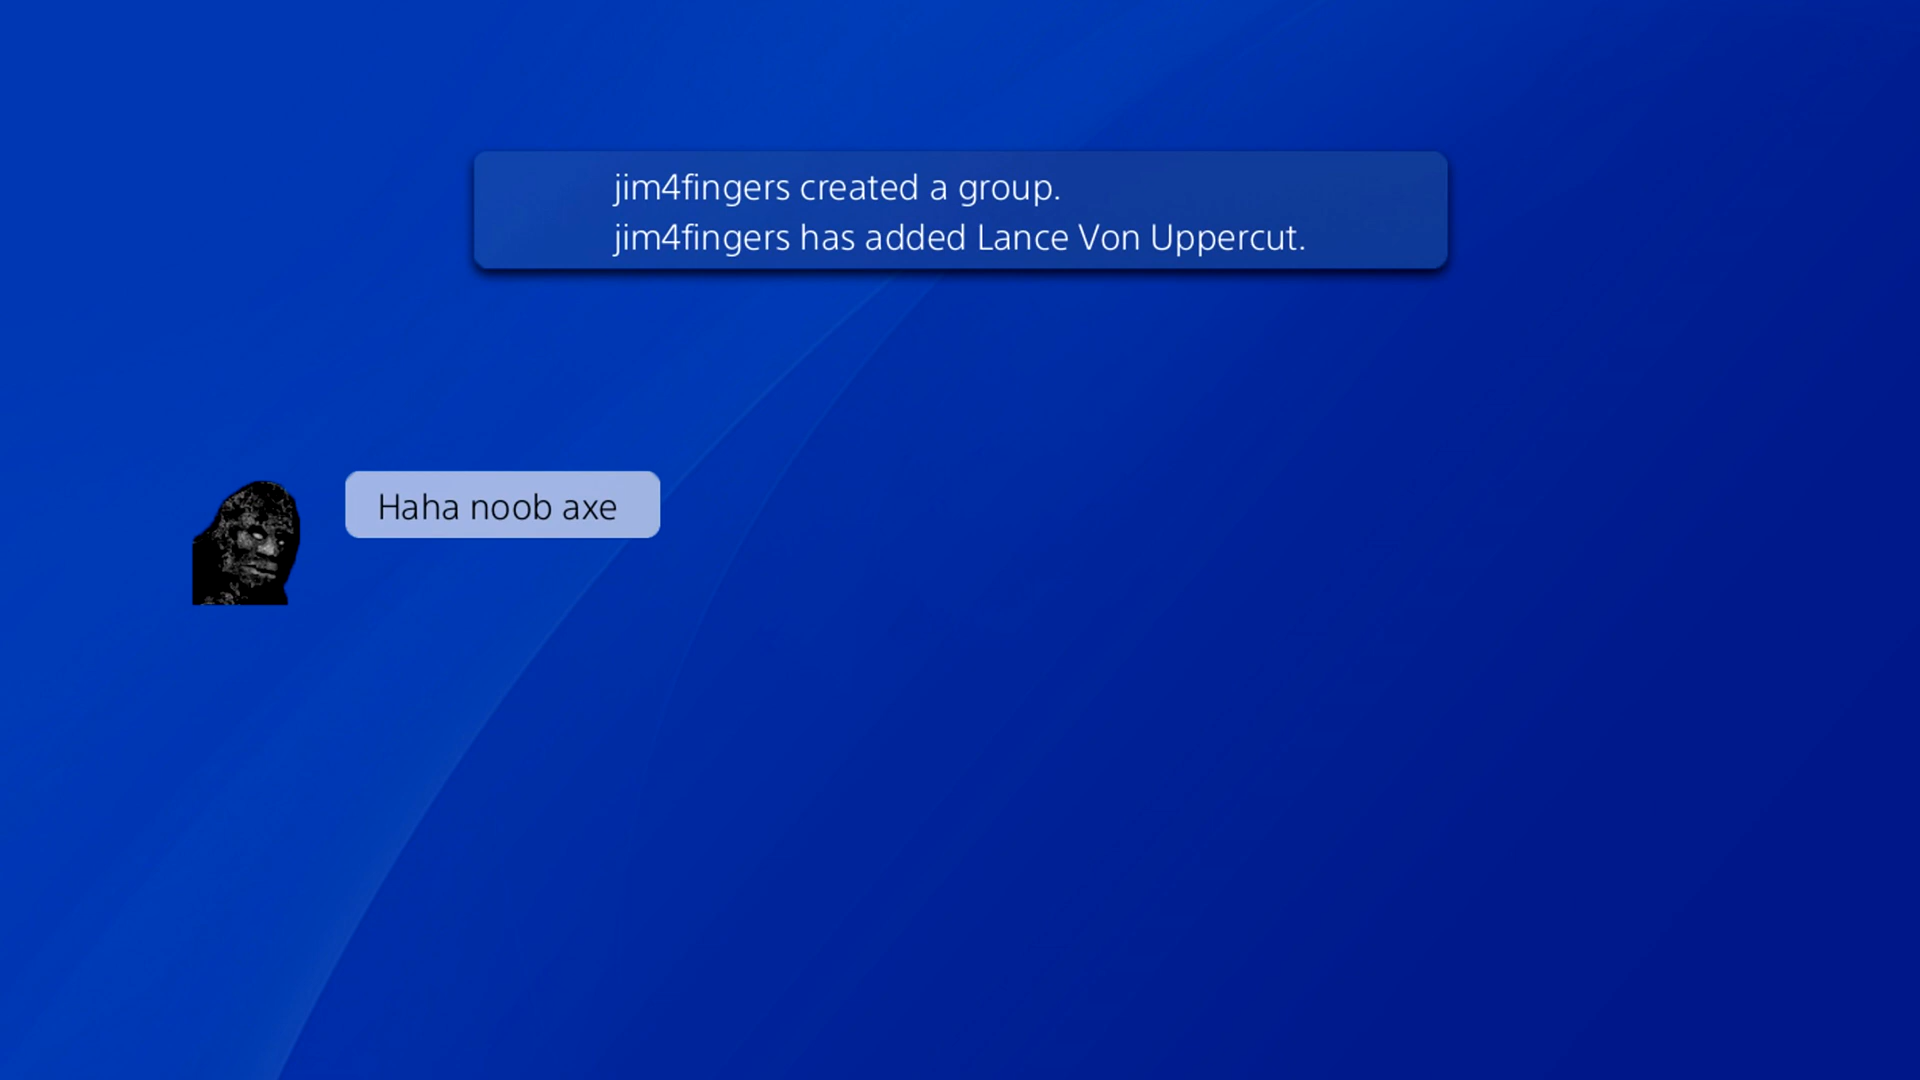 jim4fingers created a group.
jim4fingers has added Lance Von Uppercut.
Haha noob axe